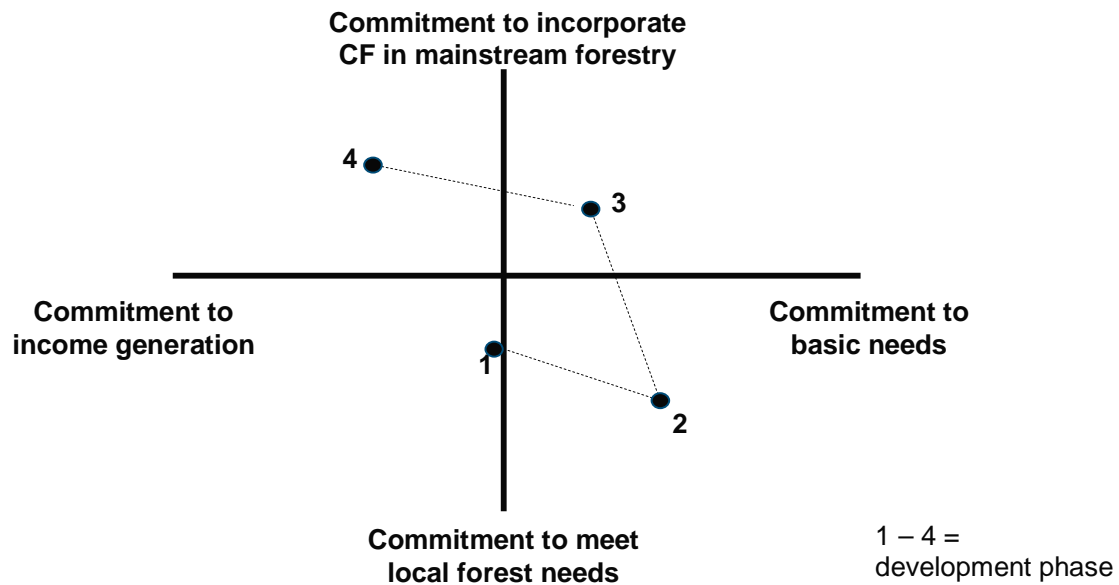 Commitment to incorporate
CF in mainstream forestry
4
3
Commitment to
income generation
Commitment to
basic needs
1
2
Commitment to meet
local forest needs
1 – 4 =
development phase